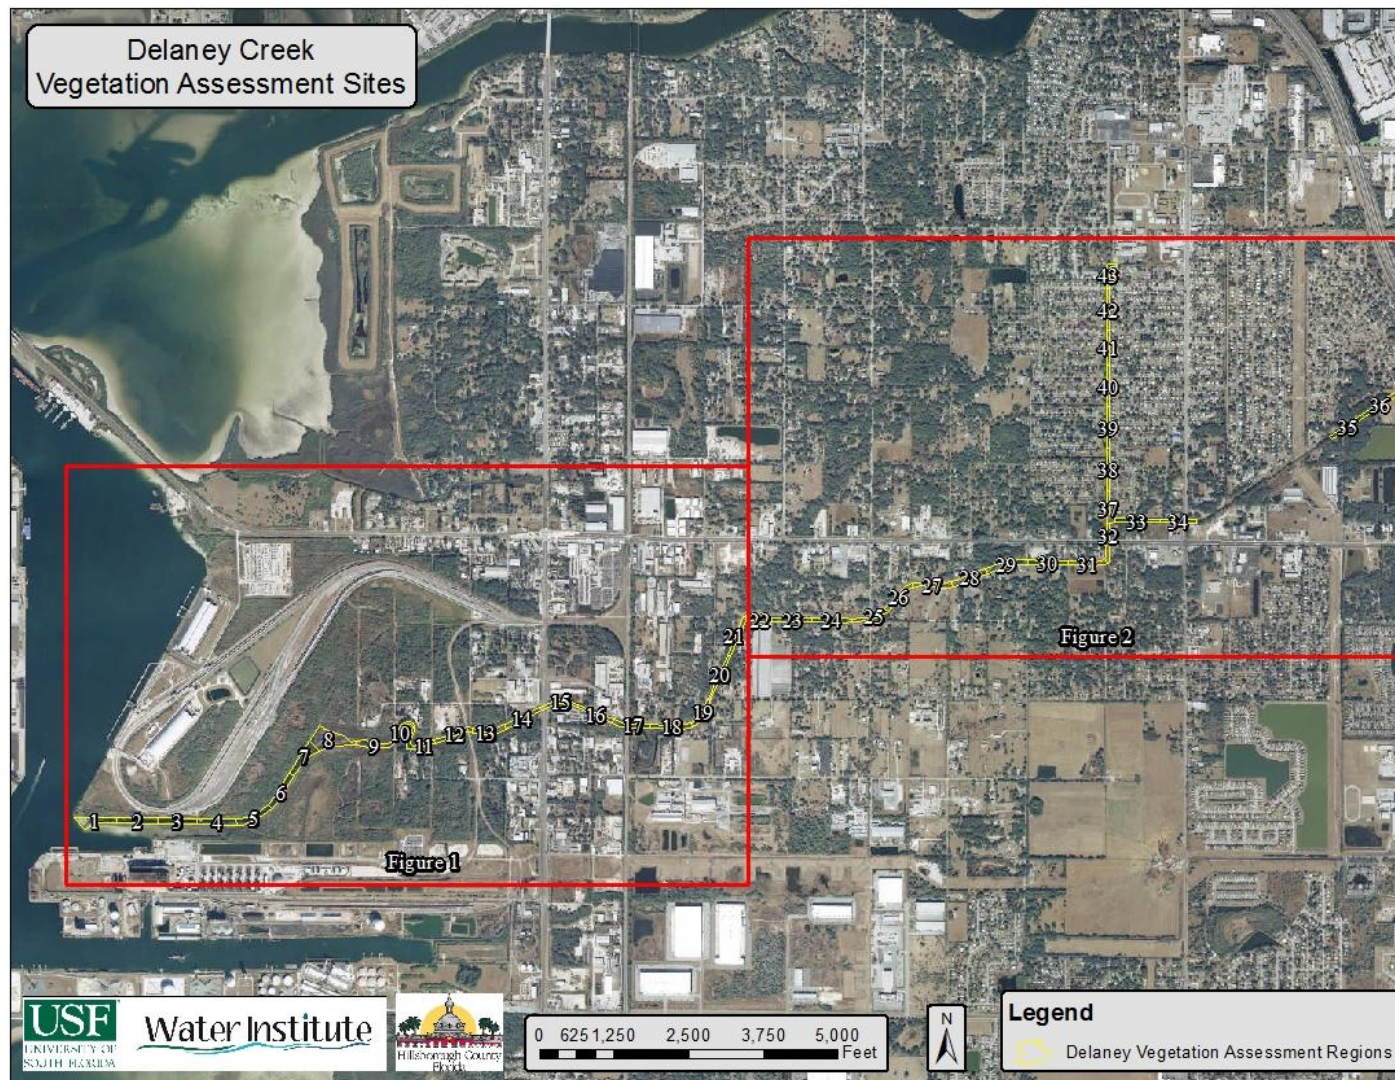 Delaney Creek
Vegetation Assessment Sites
43
42
41
40
36
35
39
38
37
33 34
32
31
30
29
28
27
26
25
24
23
22
Figure 2
21
20
19
18
17
16
15
14
13
12
11
10
9
8
7
6
5
4
3
2
1
Figure 1
USF
UNIVERSITY OF
SOUTH FLORIDA
Water Institute
Hillsborough County
Florida
0 625 1,250 2,500 3,750 5,000
Feet
N
Legend
Delaney Vegetation Assessment Regions